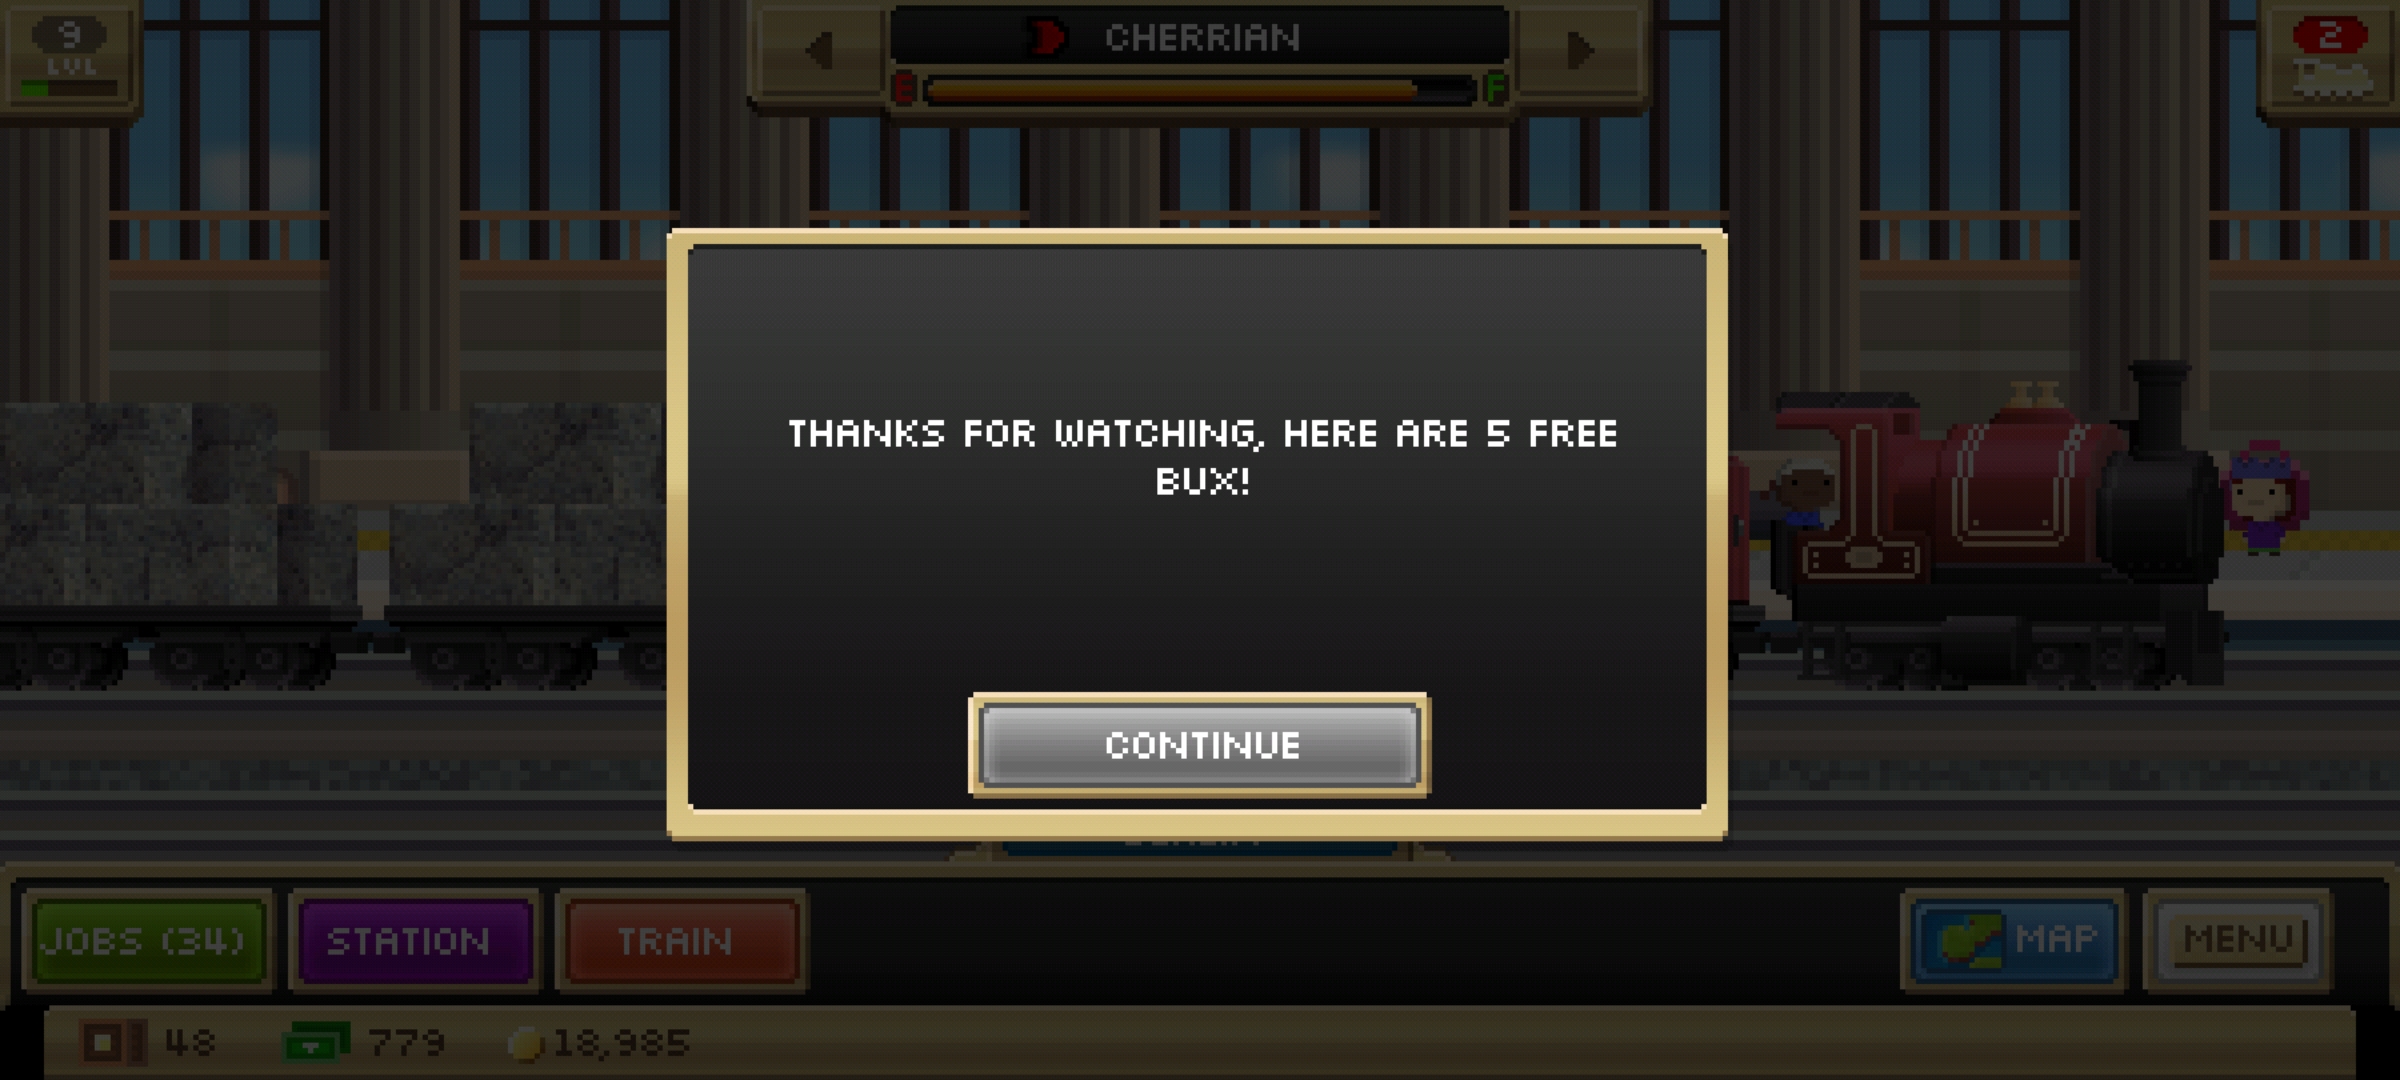 9
LVL
CHERRIAN
E
F
2
THANKS FOR WATCHING, HERE ARE 5 FREE
BUX!
CONTINUE
JOBS (34)
STATION
TRAIN
MAP
MENU
48
779
18,985